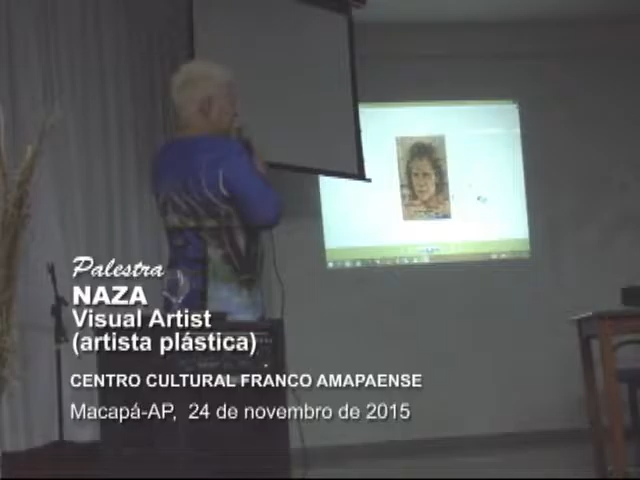 Palestra
NAZA
Visual Artist
(artista plástica)
CENTRO CULTURAL FRANCO AMAPAENSE
Macapá-AP, 24 de novembro de 2015